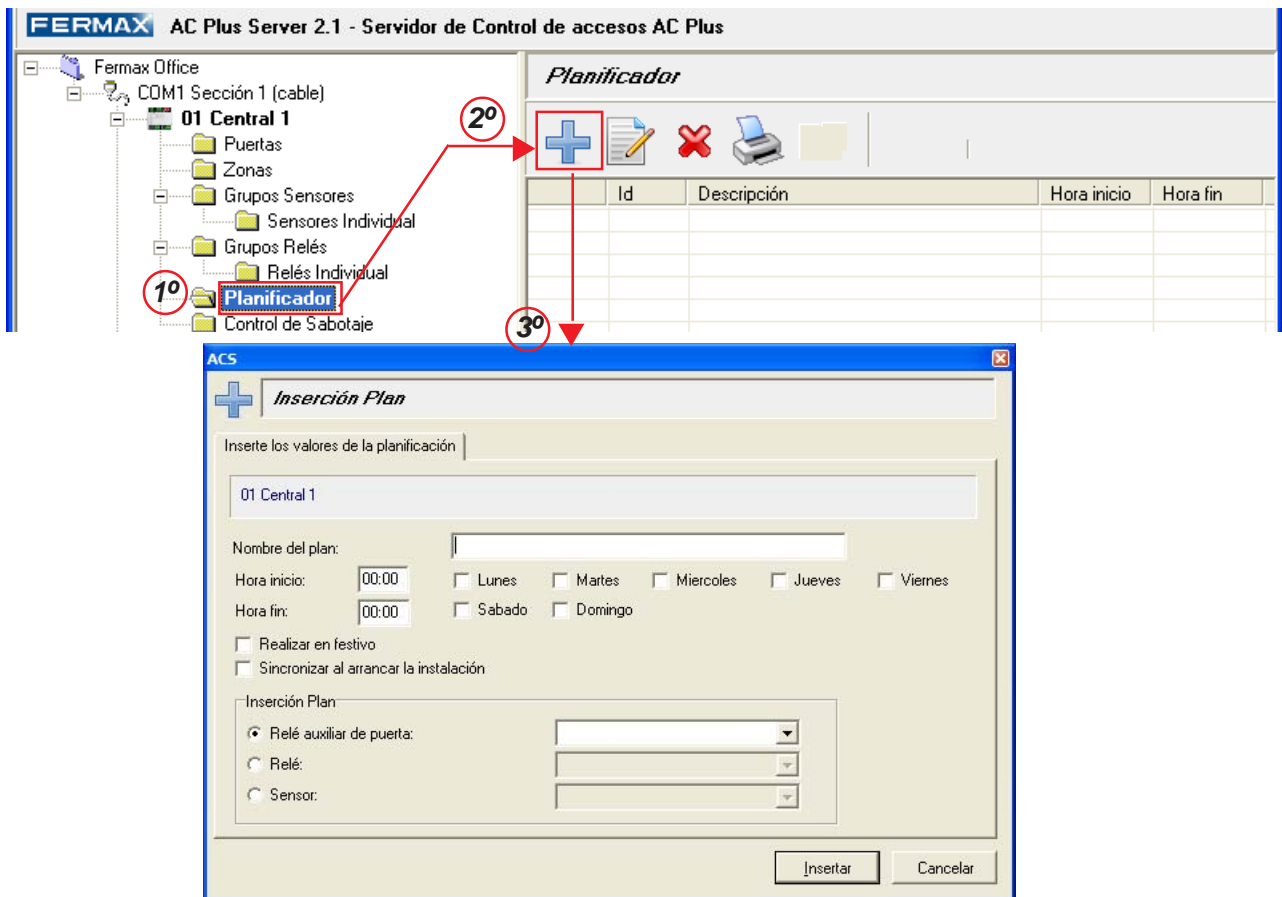 FERMAX AC Plus Server 2.1 - Servidor de Control de accesos AC Plus
Fermax Office
COM1 Sección 1 (cable)
01 Central 1
Puertas
Zonas
Grupos Sensores
Sensores Individual
Grupos Relés
Relés Individual
1º Planificador
Control de Sabotaje
2º
Planificador
Id Descripción Hora inicio Hora fin
3º
ACS
Inserción Plan
Inserte los valores de la planificación
01 Central 1
Nombre del plan:
Hora inicio: 00:00 Lunes Martes Miercoles Jueves Viernes
Hora fin: 00:00 Sabado Domingo
Realizar en festivo
Sincronizar al arrancar la instalación
Inserción Plan
Relé auxiliar de puerta:
Relé:
Sensor:
Insertar Cancelar